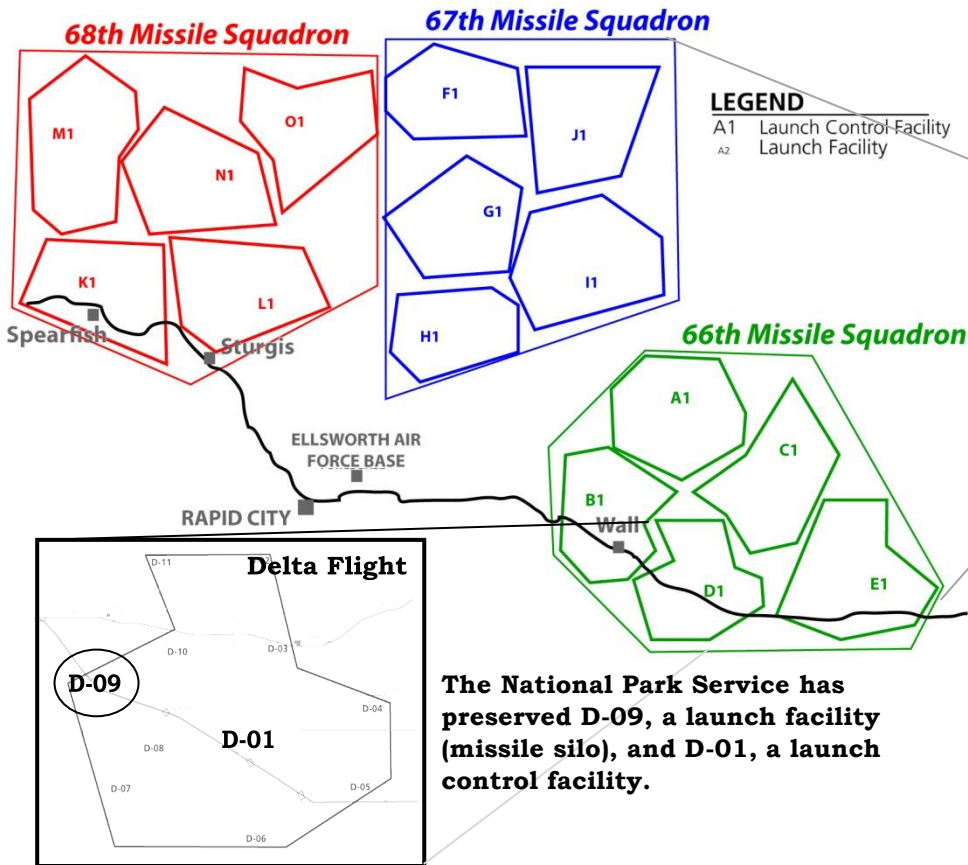 68th Missile Squadron
67th Missile Squadron
LEGEND
A1 Launch Control Facility
A2 Launch Facility
M1
O1
N1
K1
L1
F1
J1
G1
I1
H1
Spearfish
Sturgis
66th Missile Squadron
A1
C1
B1
D1
E1
Wall
ELLSWORTH AIR
FORCE BASE
RAPID CITY
Delta Flight
D-11
D-10
D-03
D-09
D-04
D-01
D-08
D-07
D-05
D-06
The National Park Service has
preserved D-09, a launch facility
(missile silo), and D-01, a launch
control facility.